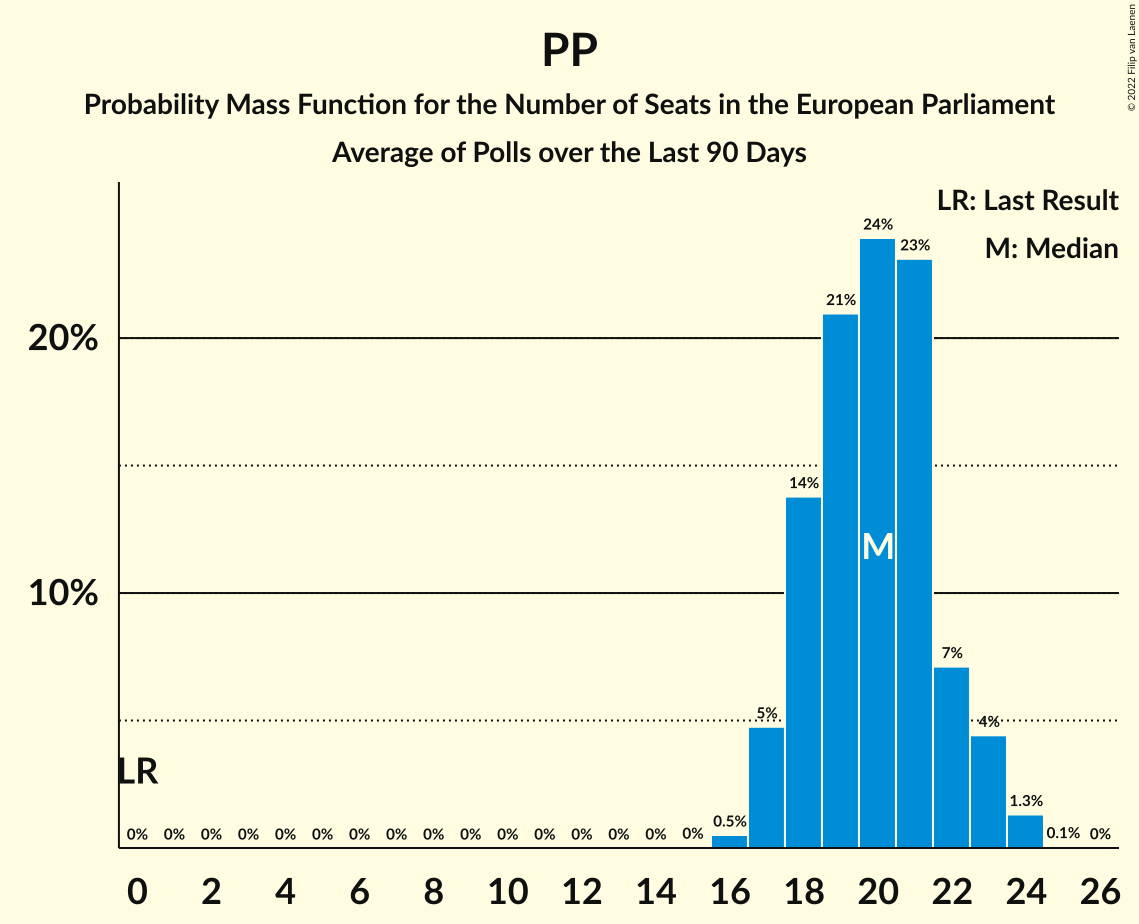 PP
Probability Mass Function for the Number of Seats in the European Parliament
Average of Polls over the Last 90 Days
© 2022 Filip van Laenen
LR: Last Result
M: Median
24%
23%
21%
20%
14%
M
10%
7%
5%
4%
LR
1.3%
0.5%
0% 0% 0% 0% 0% 0% 0% 0% 0% 0% 0% 0% 0% 0% 0% 0% 0.1% 0%
0 2 4 6 8 10 12 14 16 18 20 22 24 26